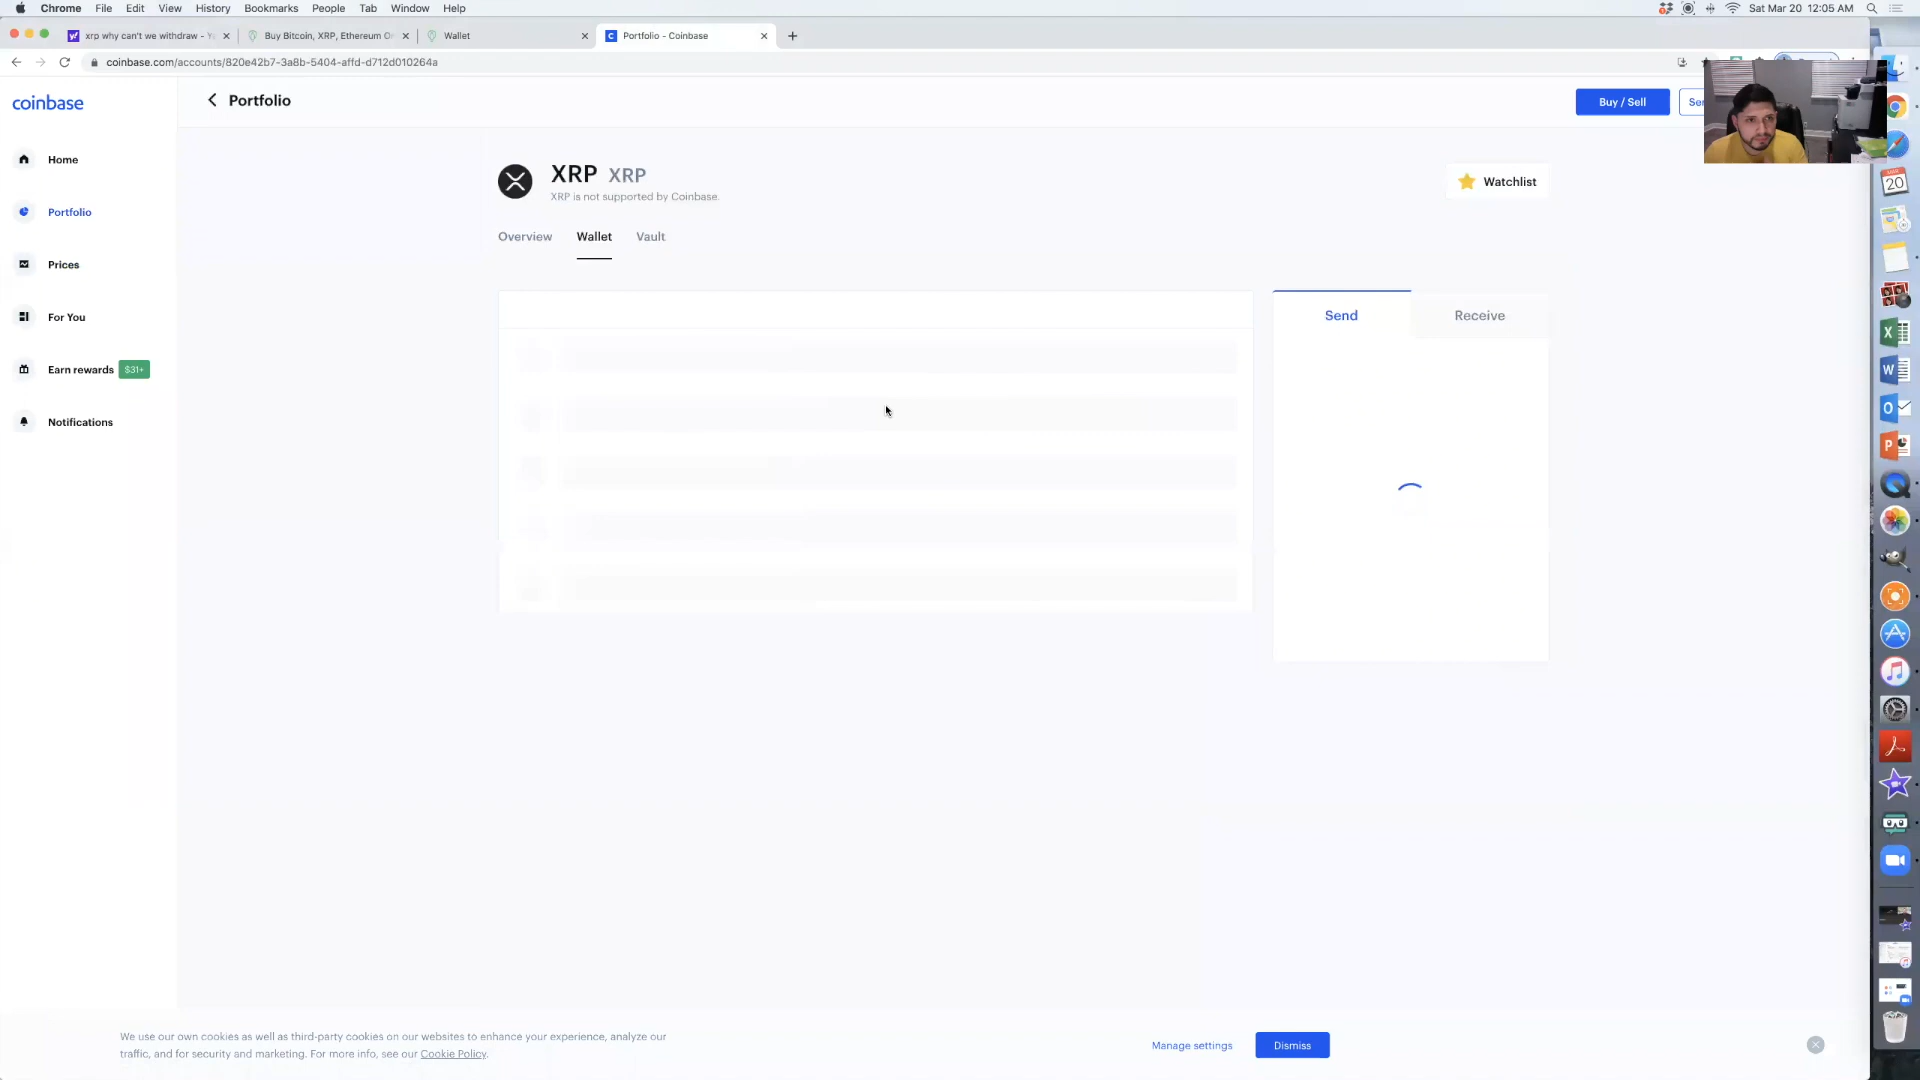 Chrome File Edit View History Bookmarks People Tab Window Help
Sat Mar 20 12:05 AM
xrp why can't we withdraw -
Buy Bitcoin, XRP, Ethereum O
Wallet
Portfolio - Coinbase
coinbase.com/accounts/820e42b7-3a8b-5404-affd-d712d010264a
coinbase
Portfolio
Buy / Sell
Home
Portfolio
Prices
For You
Earn rewards $31+
Notifications
XRP XRP
XRP is not supported by Coinbase.
Watchlist
Overview Wallet Vault
Send Receive
20
We use our own cookies as well as third-party cookies on our websites to enhance your experience, analyze our
traffic, and for security and marketing. For more info, see our Cookie Policy.
Manage settings
Dismiss